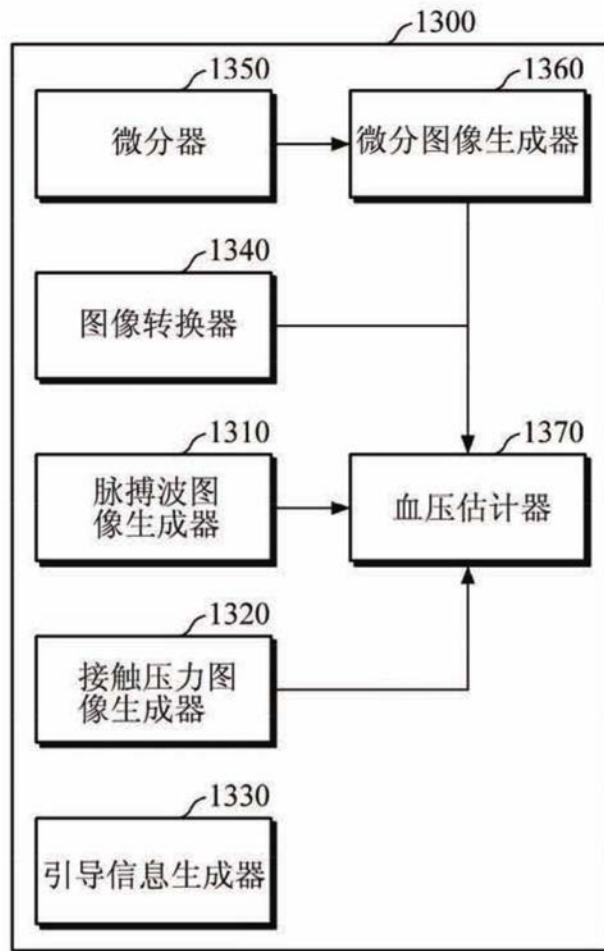 1300
1350
微分器
1360
微分图像生成器
1340
图像转换器
1310
脉搏波图
像生成器
1370
血压估计器
1320
接触压力图
像生成器
1330
引导信息生成器